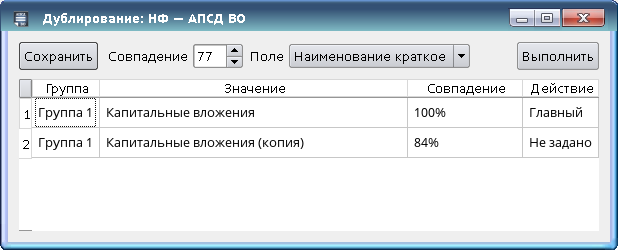 Дублирование: НФ — АПСД ВО
Сохранить Совпадение 77 Поле Наименование краткое Выполнить
Группа Значение Совпадение Действие
1 Группа 1 Капитальные вложения 100% Главный
2 Группа 1 Капитальные вложения (копия) 84% Не задано